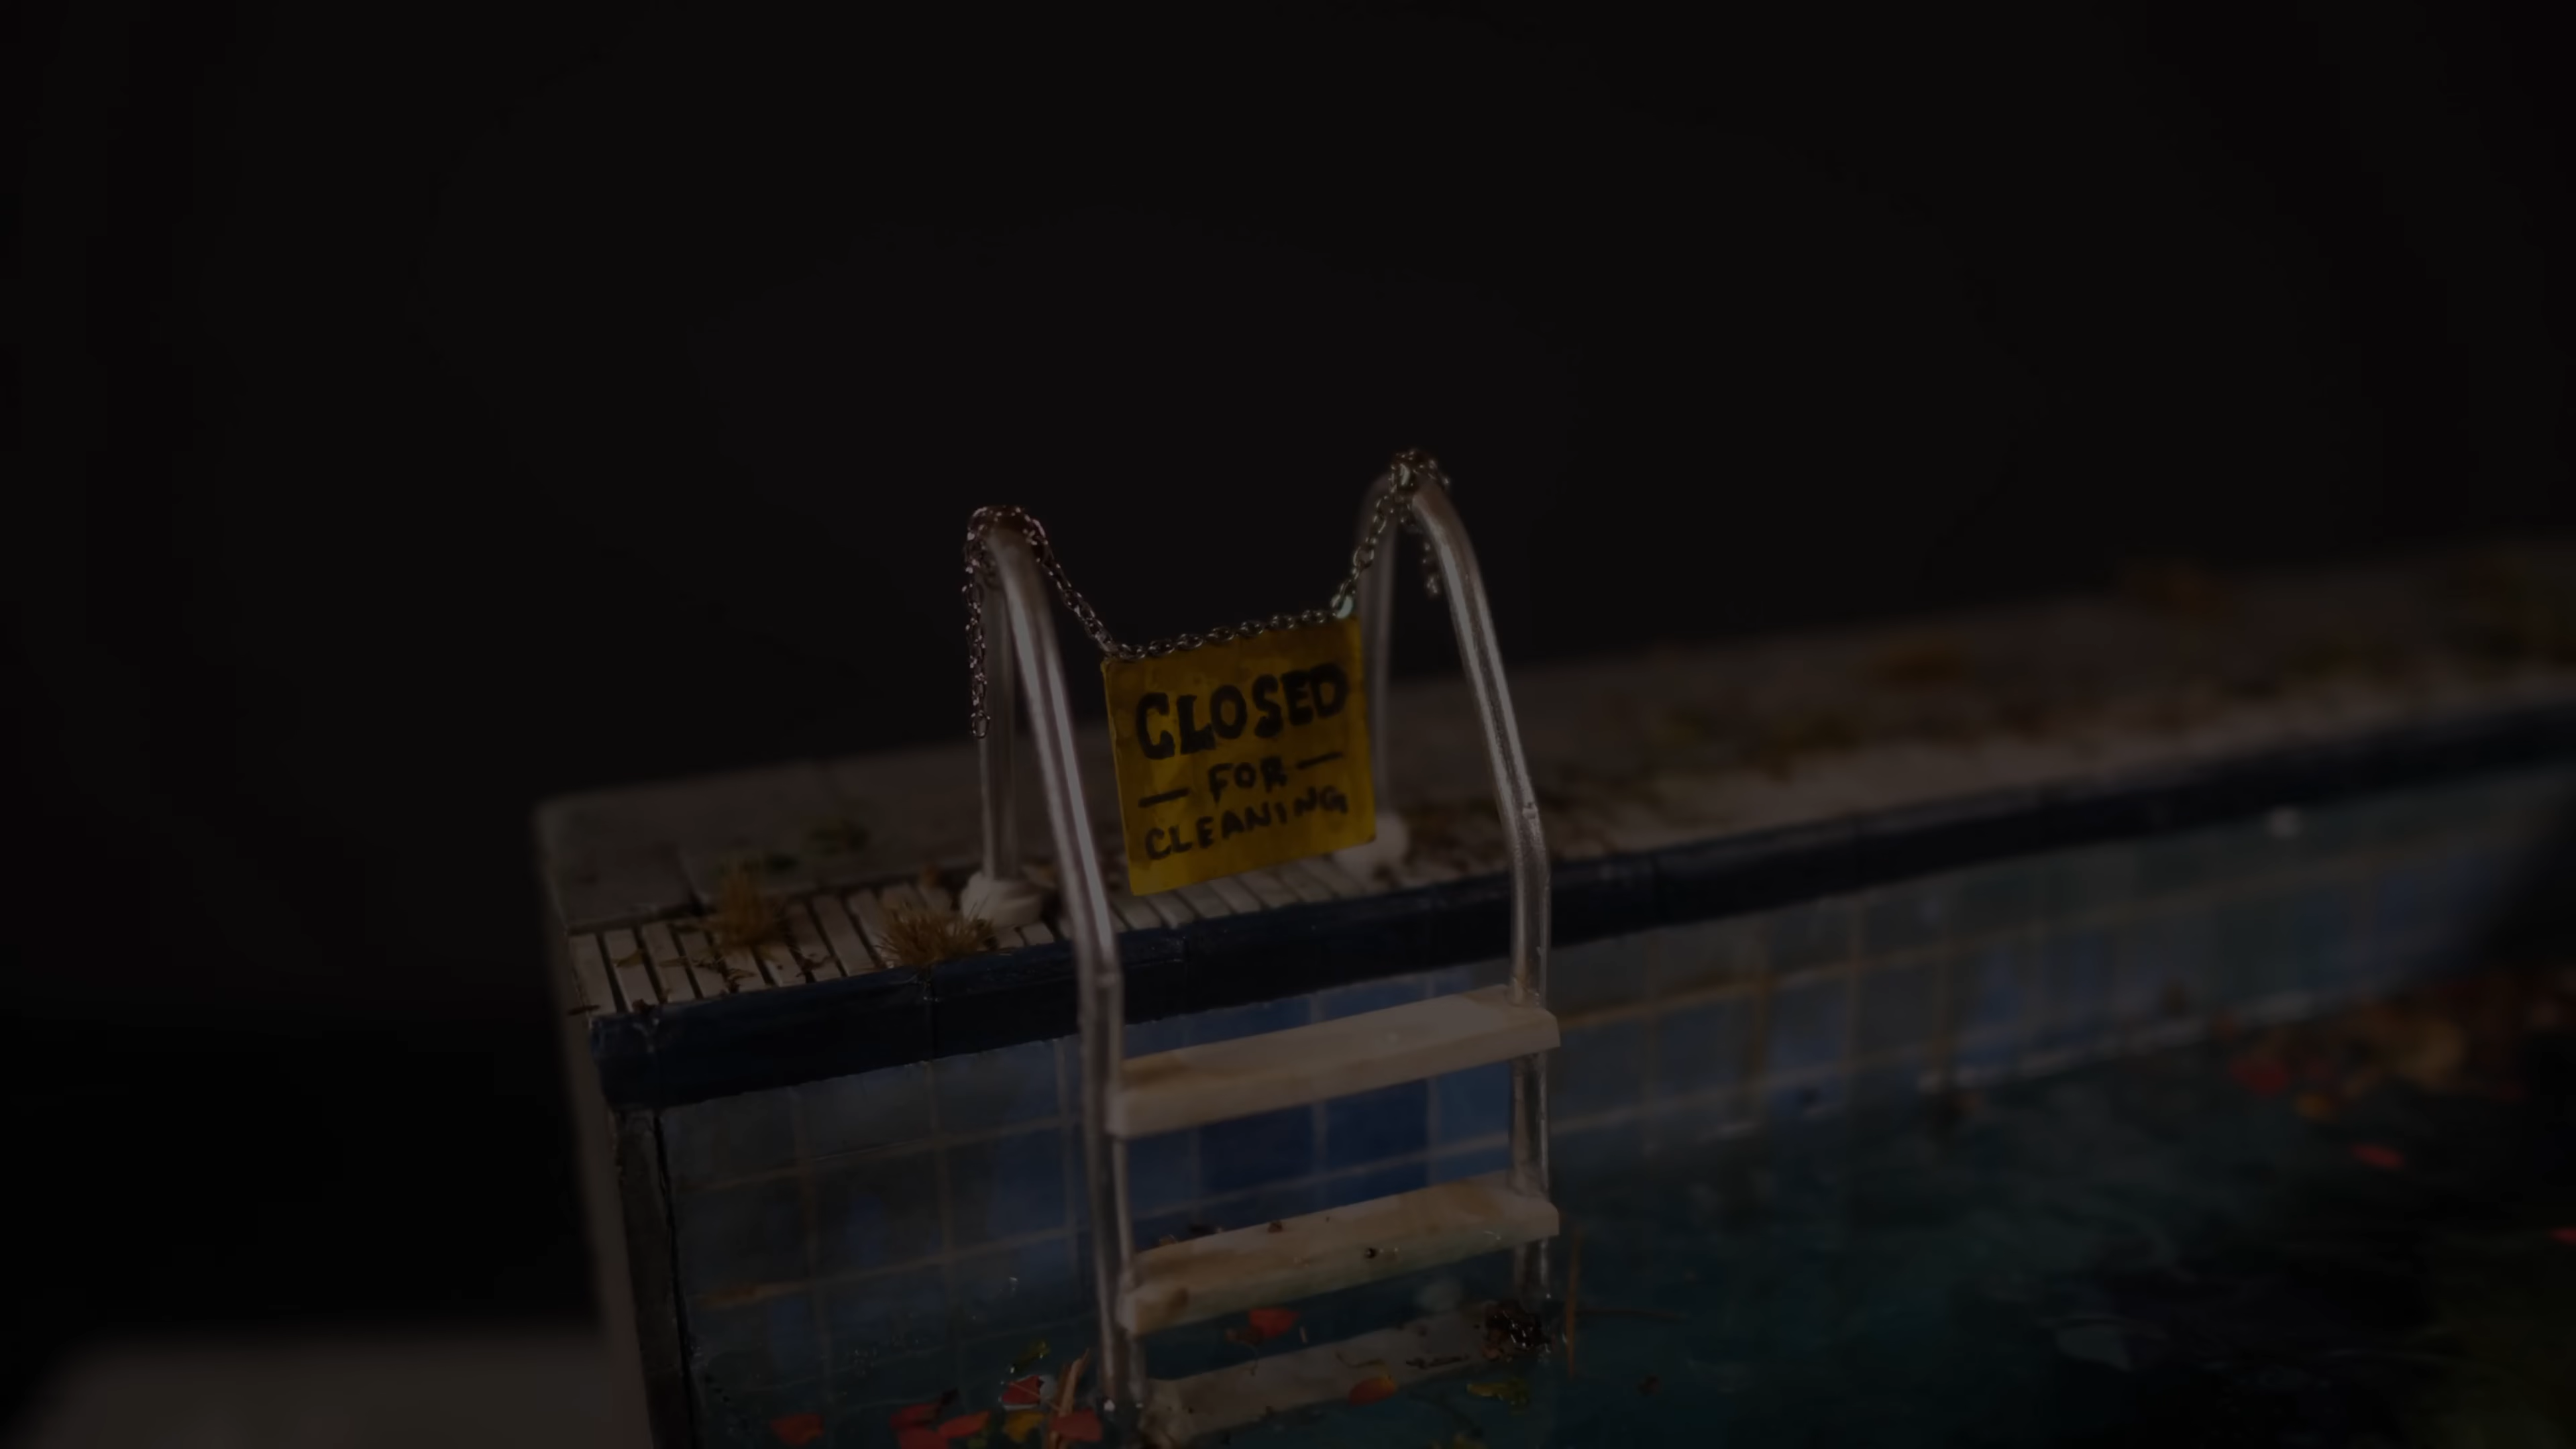 CLOSED
— FOR —
CLEANING